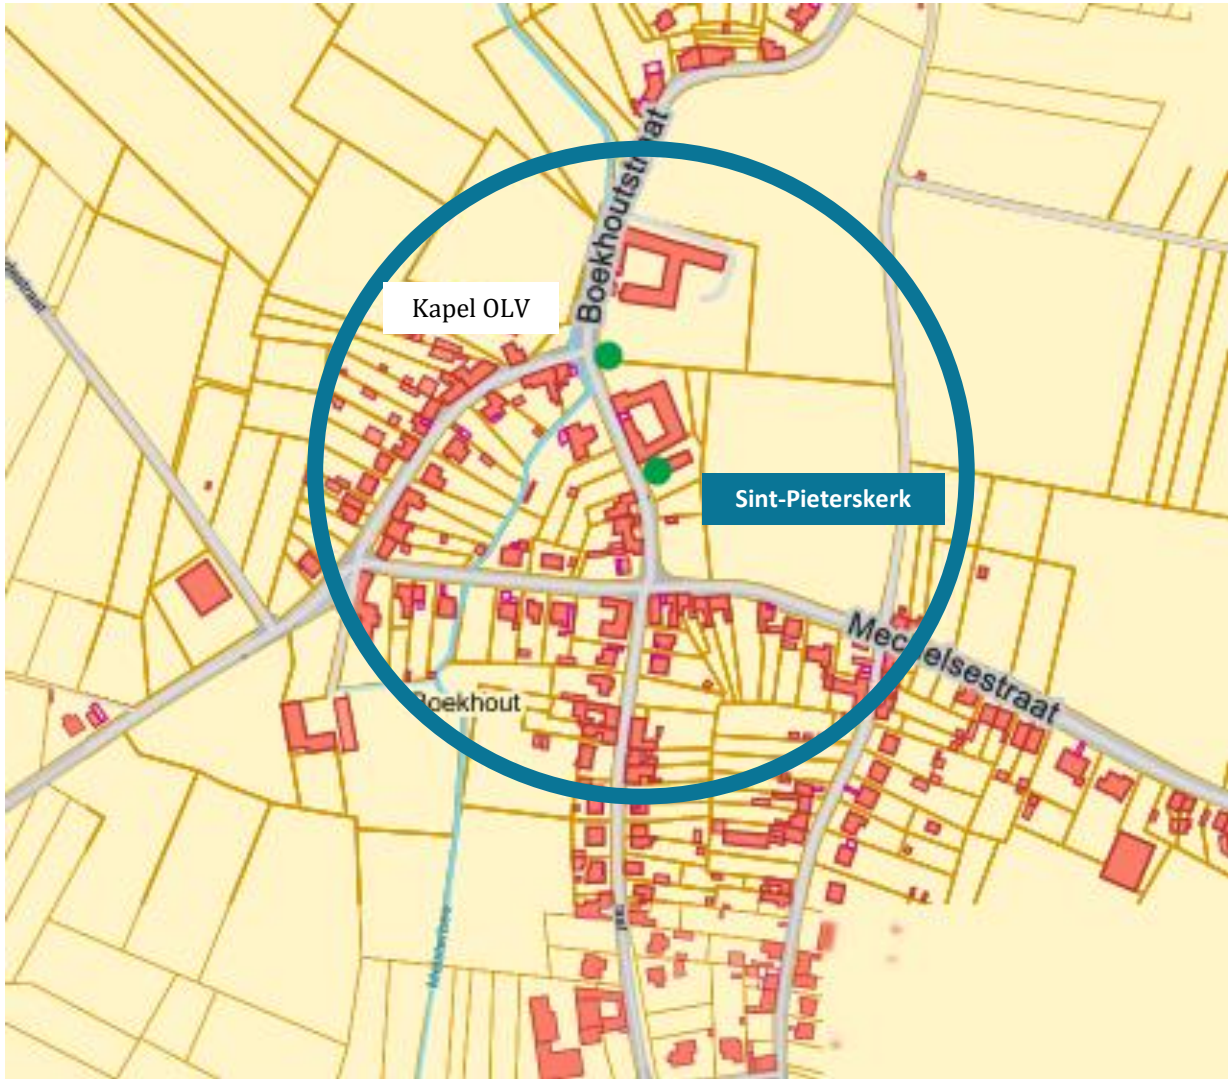 Boekhoutstraat
Kapel OLV
Sint-Pieterskerk
Mechelsestraat
Boekhout